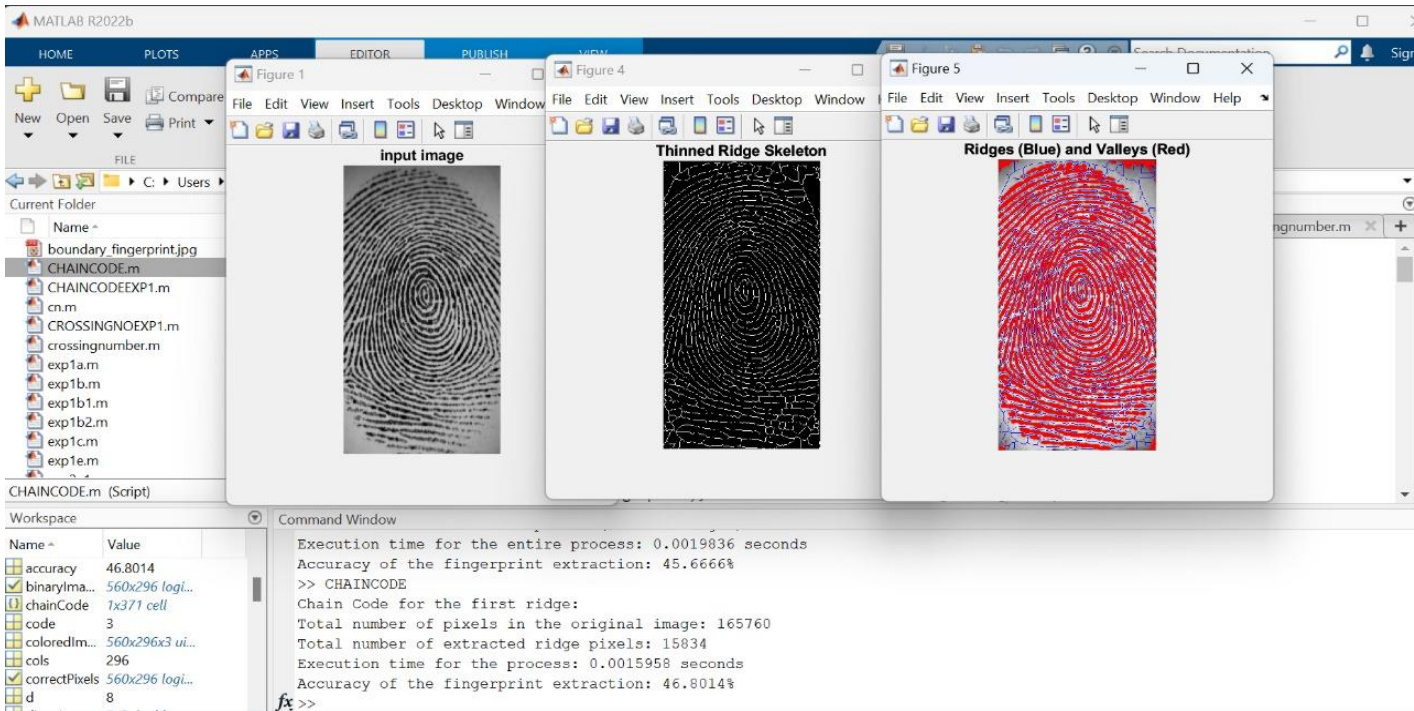 MATLAB R2022b
HOME PLOTS APPS EDITOR PUBLISH VIEW Search Documentation
New Open Save Compare Print
FILE
C: Users
Current Folder
Name
boundary_fingerprint.jpg
CHAINCODE.m
CHAINCODEEXP1.m
cn.m
CROSSINGNOEXP1.m
crossingnumber.m
exp1a.m
exp1b.m
exp1b1.m
exp1b2.m
exp1c.m
exp1e.m
CHAINCODE.m (Script)
Workspace
Name Value
accuracy 46.8014
binaryIma... 560x296 logi...
chainCode 1x371 cell
code 3
coloredIm... 560x296x3 ui...
cols 296
correctPixels 560x296 logi...
d 8
Figure 1
File Edit View Insert Tools Desktop Window
input image
Figure 4
File Edit View Insert Tools Desktop Window
Thinned Ridge Skeleton
Figure 5
File Edit View Insert Tools Desktop Window Help
Ridges (Blue) and Valleys (Red)
ngnumber.m
Command Window
Execution time for the entire process: 0.0019836 seconds
Accuracy of the fingerprint extraction: 45.6666%
>> CHAINCODE
Chain Code for the first ridge:
Total number of pixels in the original image: 165760
Total number of extracted ridge pixels: 15834
Execution time for the process: 0.0015958 seconds
Accuracy of the fingerprint extraction: 46.8014%
fx >>